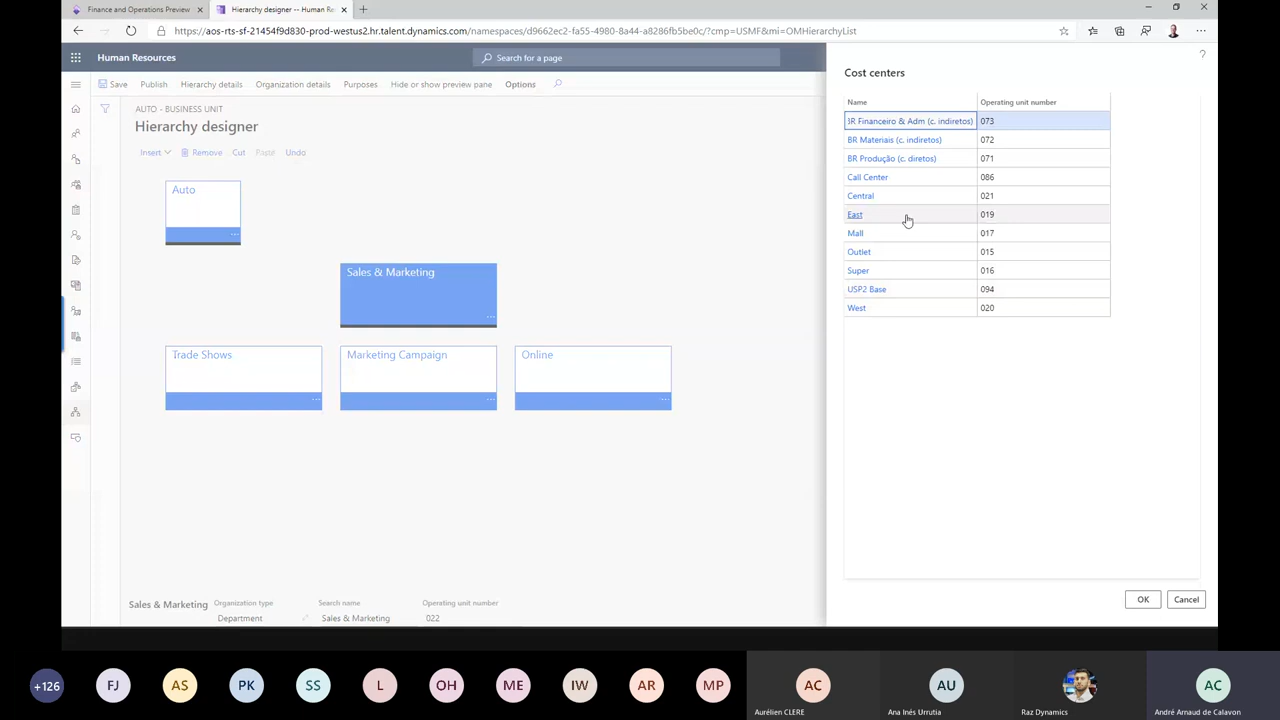 Finance and Operations Preview
Hierarchy designer -- Human Re
https://aos-rts-sf-21454f9d830-prod-westus2.hr.talent.dynamics.com/namespaces/d9662ec2-fa55-4980-8a44-a8286fb5be0c/?cmp=USMF&mi=OMHierarchyList
Human Resources
Search for a page
?
Save
Publish
Hierarchy details
Organization details
Purposes
Hide or show preview pane
Options
AUTO - BUSINESS UNIT
Hierarchy designer
Insert
Remove
Cut
Paste
Undo
Auto
...
Sales & Marketing
...
Trade Shows
...
Marketing Campaign
...
Online
...
Sales & Marketing
Organization type
Department
Search name
Sales & Marketing
Operating unit number
022
Cost centers
Name Operating unit number
BR Financeiro & Adm (c. indiretos) 073
BR Materiais (c. indiretos) 072
BR Produção (c. diretos) 071
Call Center 086
Central 021
East 019
Mall 017
Outlet 015
Super 016
USP2 Base 094
West 020
OK
Cancel
+126
FJ
AS
PK
SS
L
OH
ME
IW
AR
MP
AC
Aurélien CLERE
AU
Ana Inés Urrutia
Raz Dynamics
AC
André Arnaud de Calavon